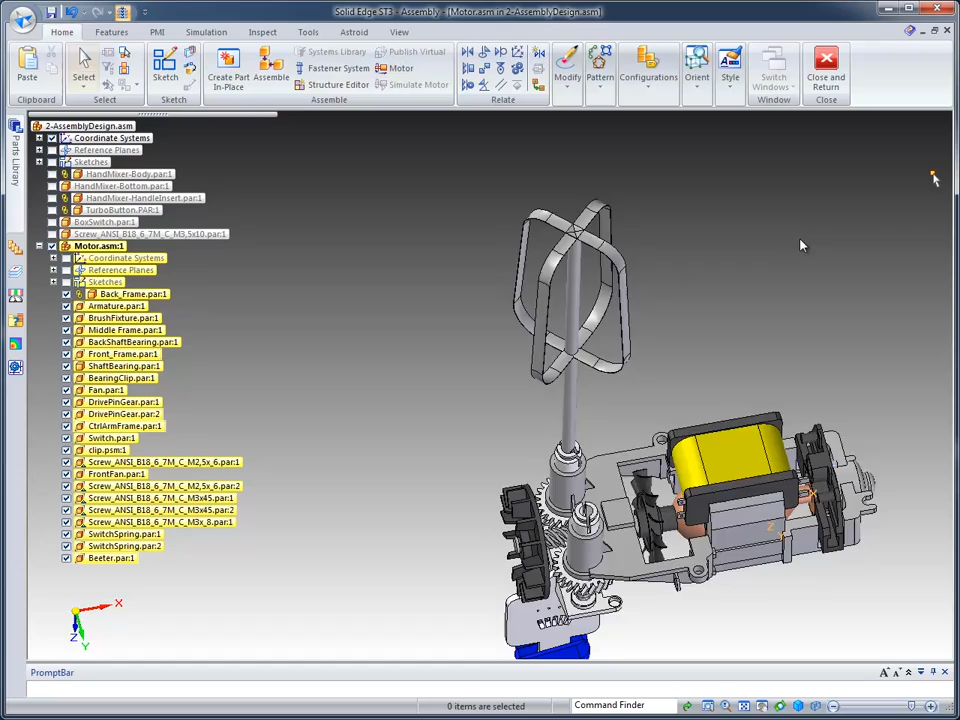 Solid Edge ST3 - Assembly - [Motor.asm in 2-AssemblyDesign.asm]
Home Features PMI Simulation Inspect Tools Astroid View
Paste
Clipboard
Select
Select
Sketch
Sketch
Create Part In-Place
Assembly
Systems Library
Fastener System
Structure Editor
Publish Virtual
Motor
Simulate Motor
Assemble
Relate
Modify
Pattern
Configurations
Orient
Style
Switch Windows
Window
Close and Return
Close
Parts Library
2-AssemblyDesign.asm
Coordinate Systems
Reference Planes
Sketches
HandMixer-Body.par:1
HandMixer-Bottom.par:1
HandMixer-HandleInsert.par:1
TurboButton.PAR:1
BoxSwitch.par:1
Screw_ANSI_B18_6_7M_C_M3,5x10.par:1
Motor.asm:1
Coordinate Systems
Reference Planes
Sketches
Back_Frame.par:1
Armature.par:1
BrushFixture.par:1
Middle Frame.par:1
BackShaftBearing.par:1
Front_Frame.par:1
ShaftBearing.par:1
BearingClip.par:1
Fan.par:1
DrivePinGear.par:1
DrivePinGear.par:2
CtrlArmFrame.par:1
Switch.par:1
clip.psm:1
Screw_ANSI_B18_6_7M_C_M2,5x_6.par:1
FrontFan.par:1
Screw_ANSI_B18_6_7M_C_M2,5x_6.par:2
Screw_ANSI_B18_6_7M_C_M3x45.par:1
Screw_ANSI_B18_6_7M_C_M3x45.par:2
Screw_ANSI_B18_6_7M_C_M3x_8.par:1
SwitchSpring.par:1
SwitchSpring.par:2
Beeter.par:1
Z
X
Z
Y
PromptBar
0 items are selected
Command Finder